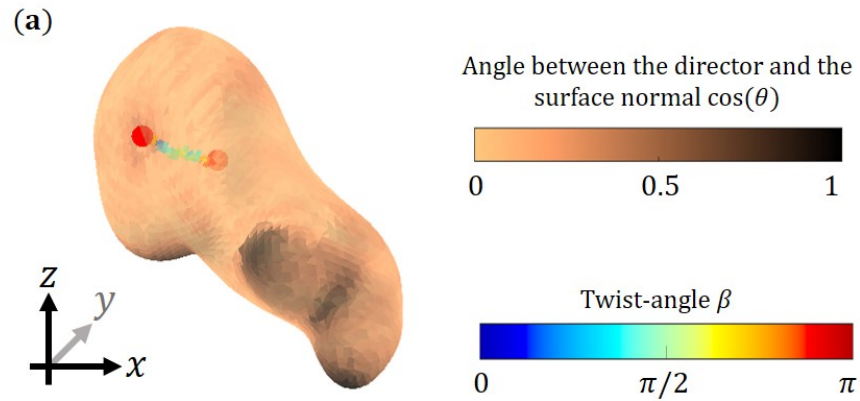 (a)
Angle between the director and the
surface normal cos(θ)
0 0.5 1
z
y
x
Twist-angle β
0 π/2 π